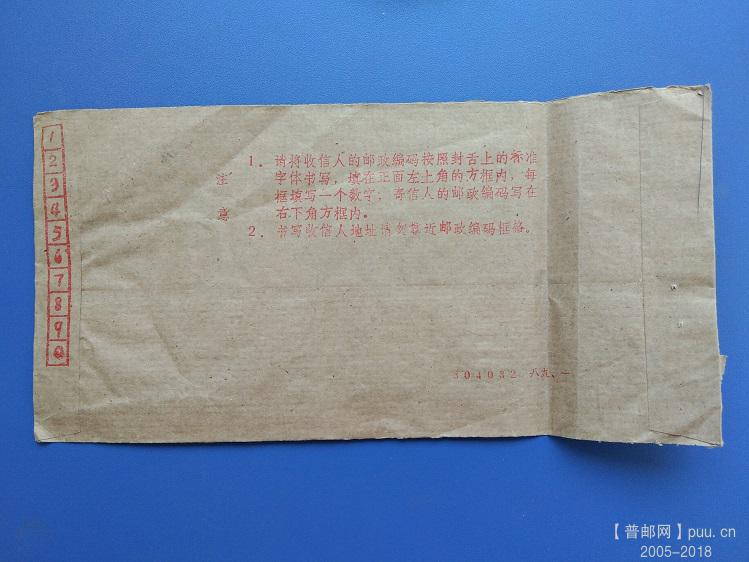 1
2
3
4
5
6
7
8
9
0
注意
1．请将收信人的邮政编码按照封舌上的标准
字体书写，填在正面左上角的方框内，每
框填写一个数字，寄信人的邮政编码写在
右下角方框内。
2．书写收信人地址请勿靠近邮政编码框格。
304032 八九、一
【普邮网】puu.cn
2005-2018